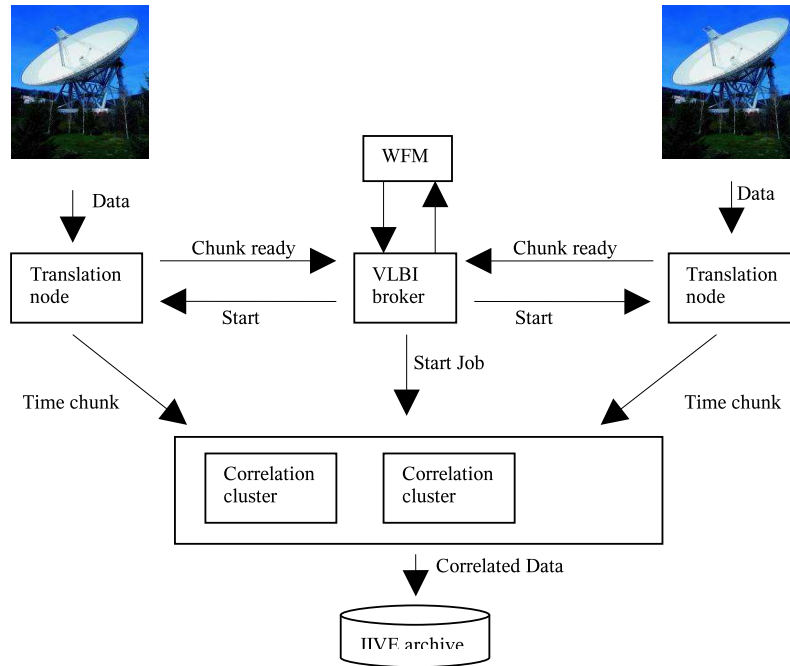 WFM
Data
Data
Chunk ready
Chunk ready
Translation
node
VLBI
broker
Translation
node
Start
Start
Start Job
Time chunk
Time chunk
Correlation
cluster
Correlation
cluster
Correlated Data
JIVE archive